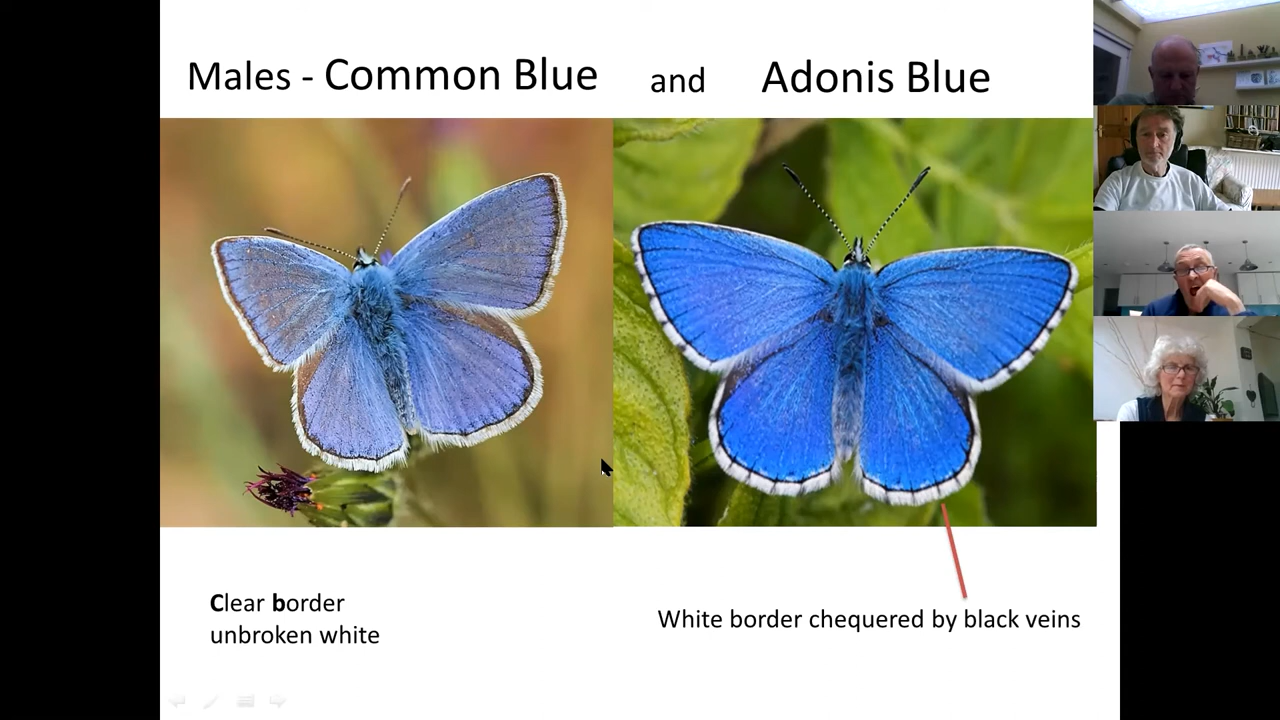 Males - Common Blue and Adonis Blue
Clear border
unbroken white
White border chequered by black veins